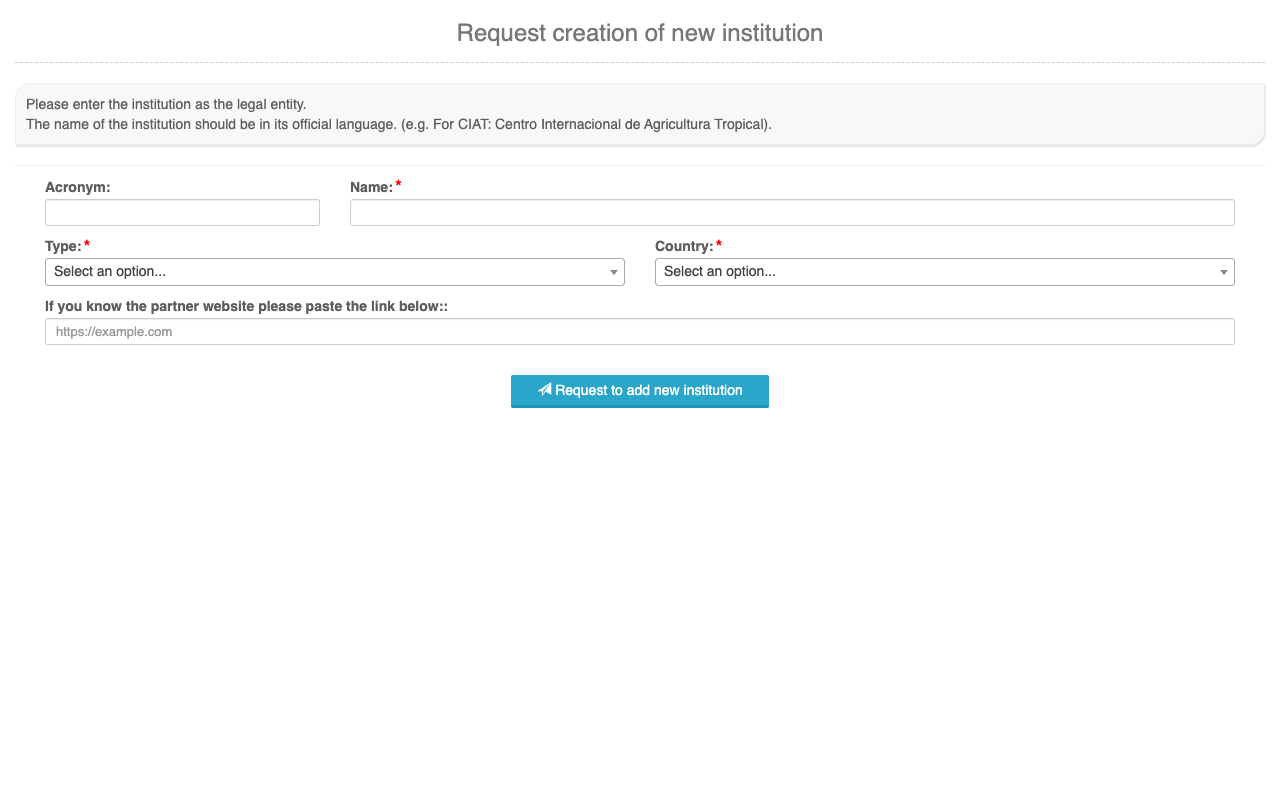 Request creation of new institution
Please enter the institution as the legal entity.
The name of the institution should be in its official language. (e.g. For CIAT: Centro Internacional de Agricultura Tropical).
Acronym: Name: *
Type: * Country: *
Select an option... Select an option...
If you know the partner website please paste the link below::
https://example.com
Request to add new institution